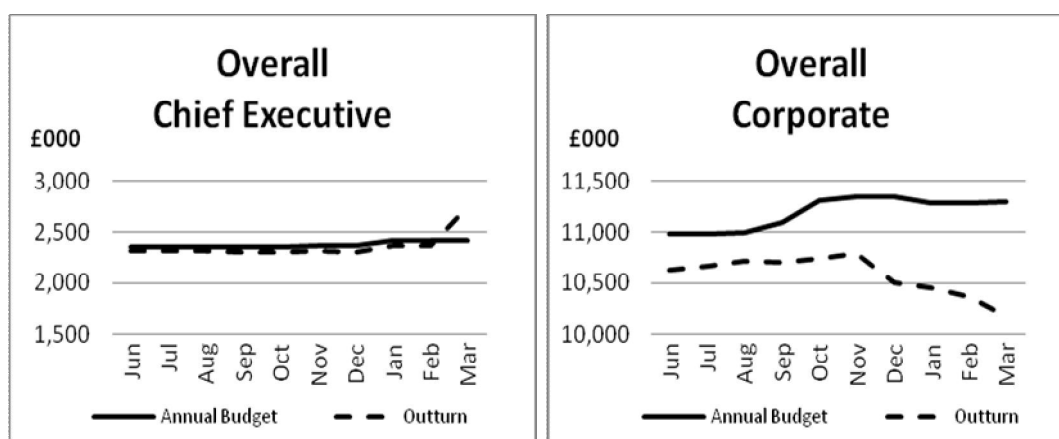 Overall
Chief Executive
£000
3,000
2,500
2,000
1,500
Jun Jul Aug Sep Oct Nov Dec Jan Feb Mar
Annual Budget Outturn
Overall
Corporate
£000
11,500
11,000
10,500
10,000
Jun Jul Aug Sep Oct Nov Dec Jan Feb Mar
Annual Budget Outturn